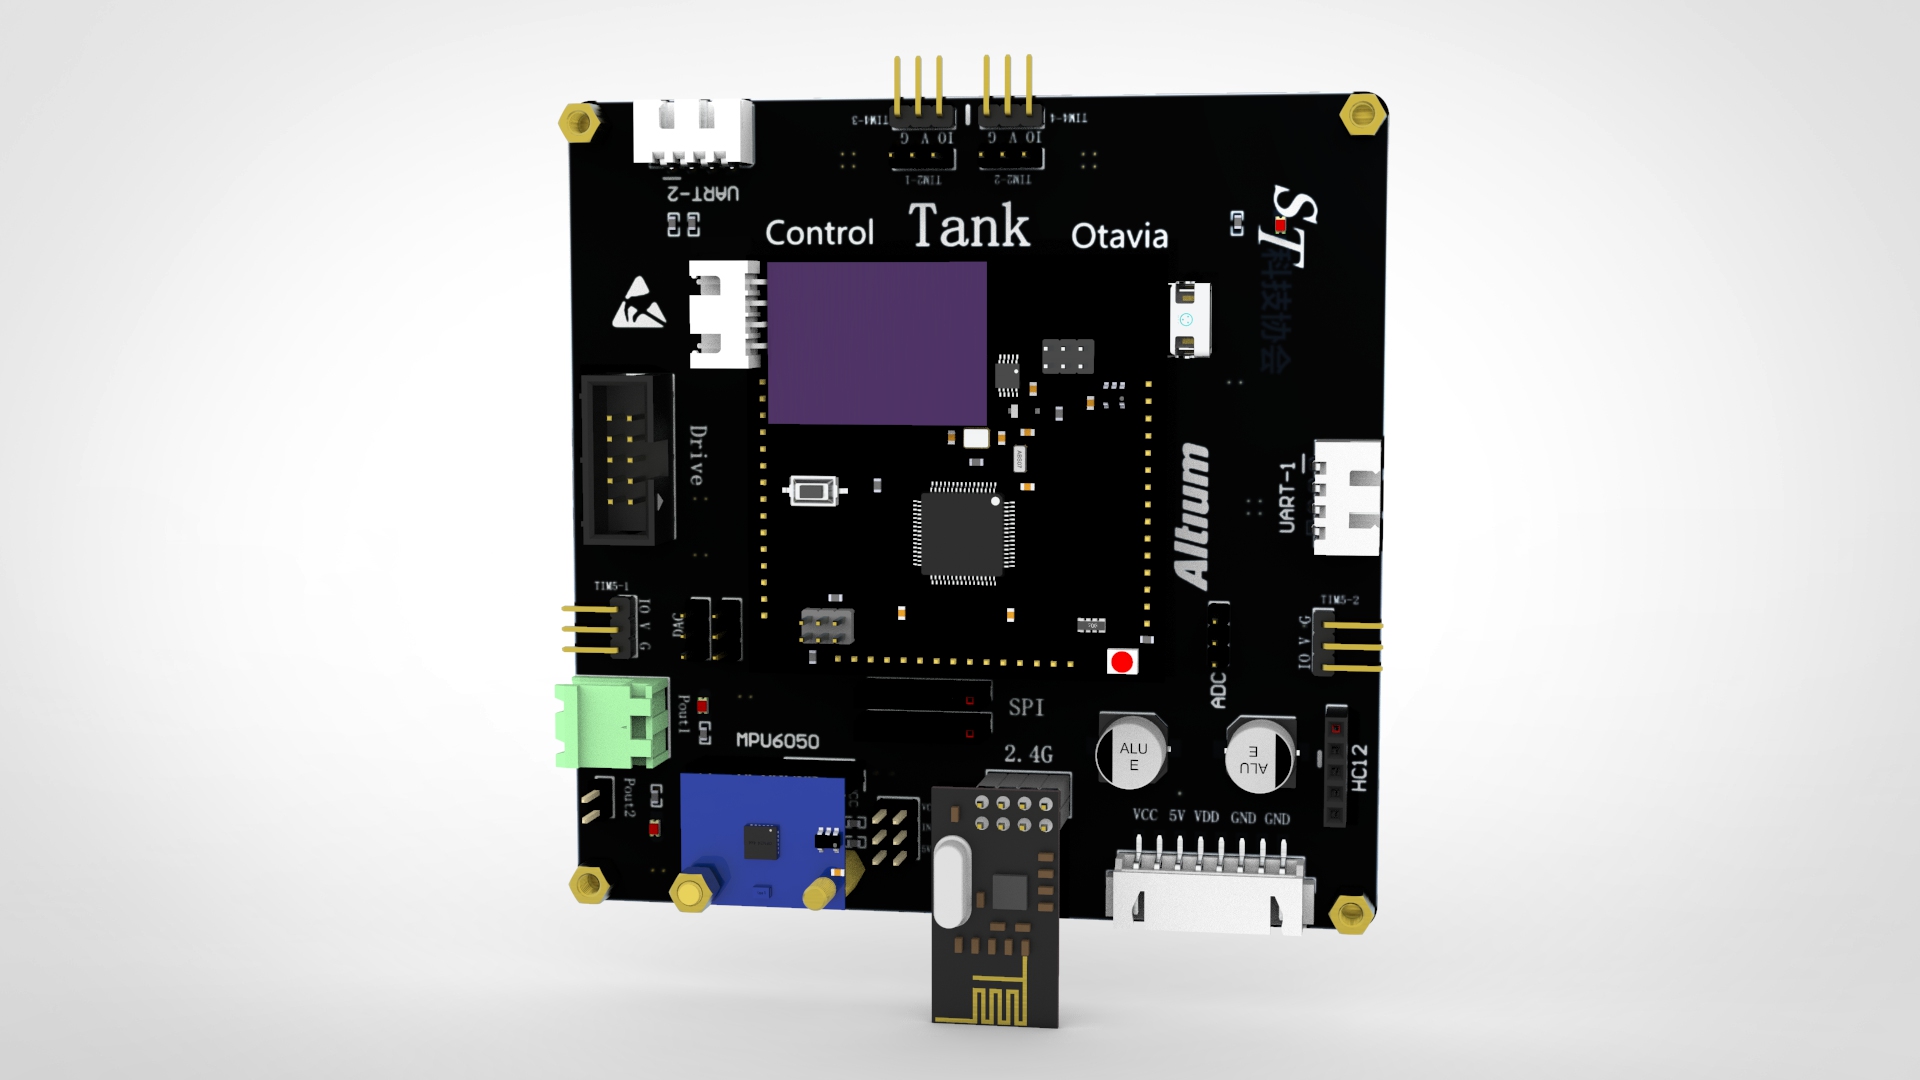 TIM4-3
TIM4-4
G V IO
G V IO
TIM2-1
TIM2-2
UART-2
Control Tank Otavia
ST
科技协会
Drive
Altium
UART-1
TIM5-1
IO V G
DAC
TIM5-2
IO V G
ADC
Pout1
SPI
MPU6050
2.4G
ALU
E
ALU
E
HC12
Pout2
VCC 5V VDD GND GND